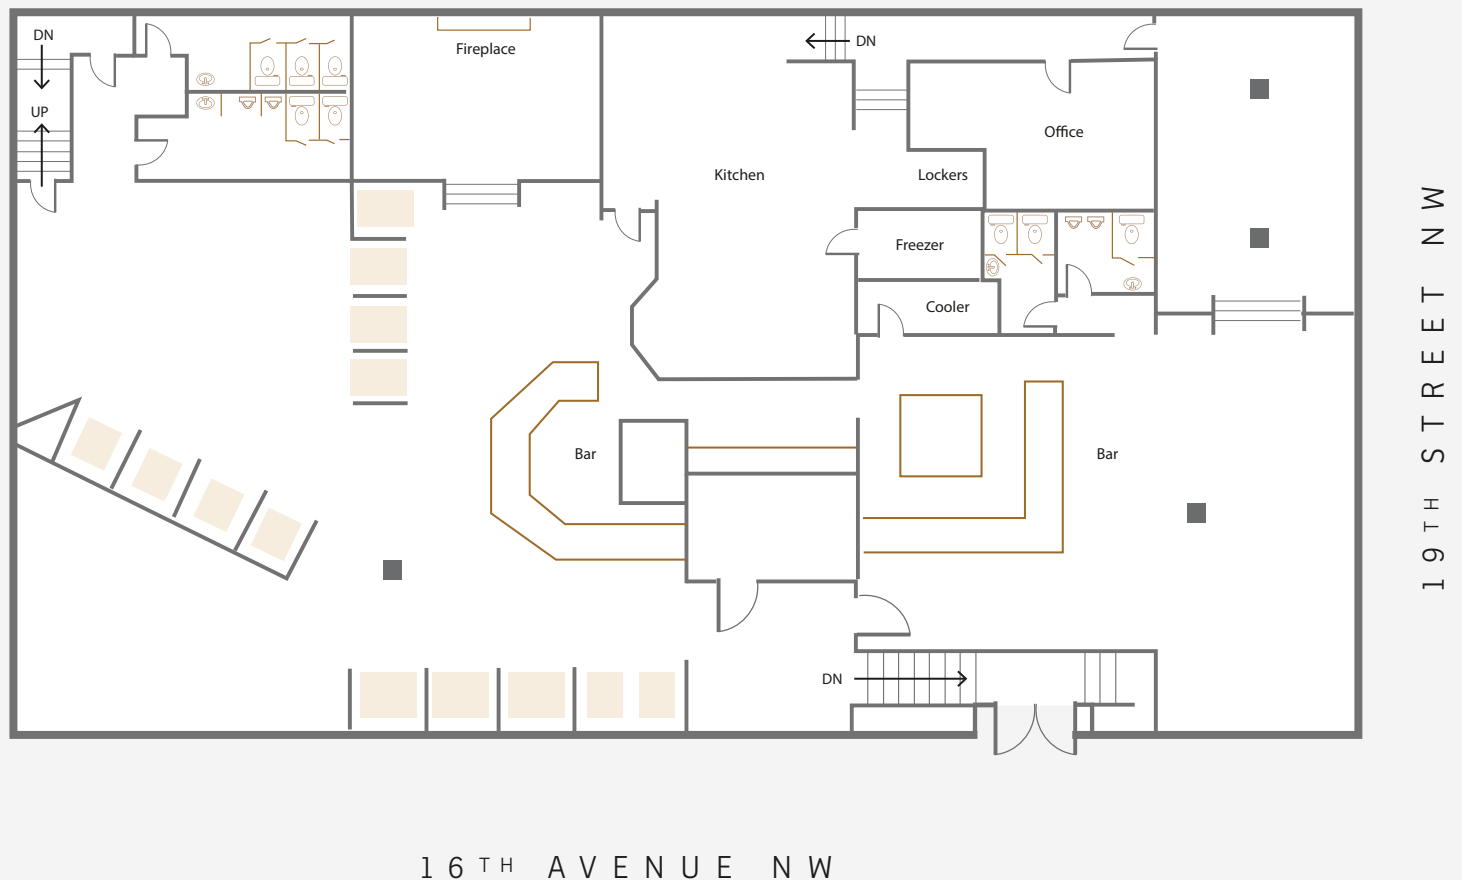 DN
Fireplace
DN
UP
Office
Kitchen
Lockers
Freezer
Cooler
Bar
Bar
DN
19TH STREET NW
16TH AVENUE NW